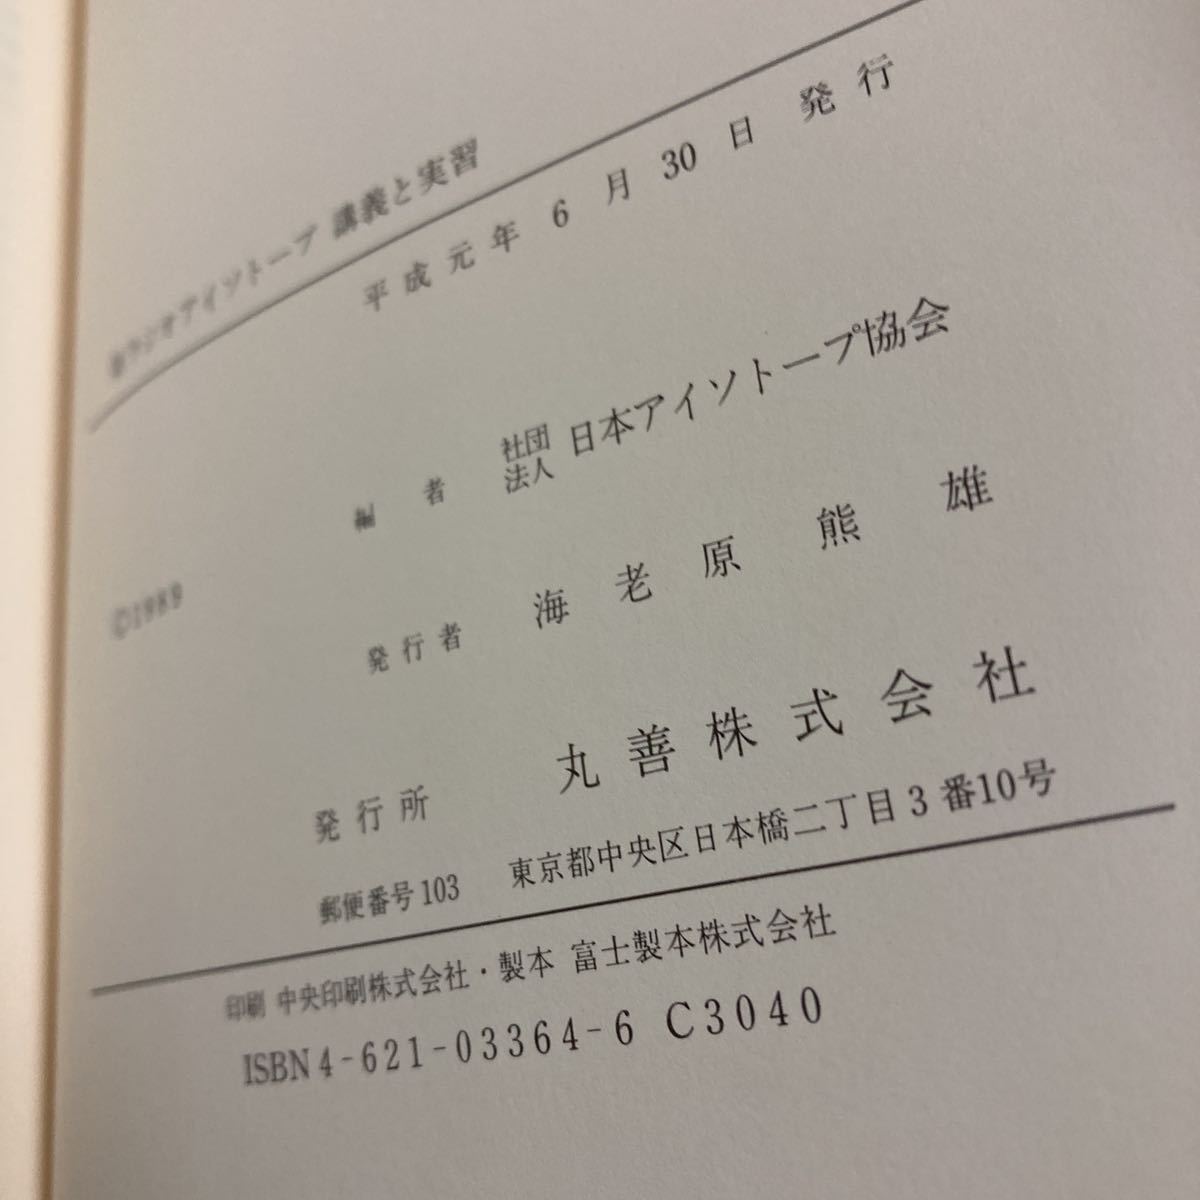 新ラジオアイソトープ 講義と実習
平成元年6月30日 発行
編者 社団法人 日本アイソトープ協会
©1989
発行者 海老原熊雄
発行所 丸善株式会社
郵便番号103 東京都中央区日本橋二丁目3番10号
印刷 中央印刷株式会社・製本 富士製本株式会社
ISBN4-621-03364-6 C3040